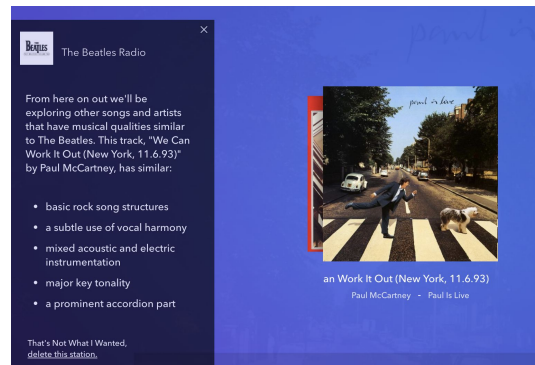 BEATLES
The Beatles Radio
From here on out we'll be
exploring other songs and artists
that have musical qualities similar
to The Beatles. This track, "We Can
Work It Out (New York, 11.6.93)"
by Paul McCartney, has similar:
• basic rock song structures
• a subtle use of vocal harmony
• mixed acoustic and electric
instrumentation
• major key tonality
• a prominent accordion part
That's Not What I Wanted,
delete this station.
paul is live
an Work It Out (New York, 11.6.93)
Paul McCartney - Paul Is Live